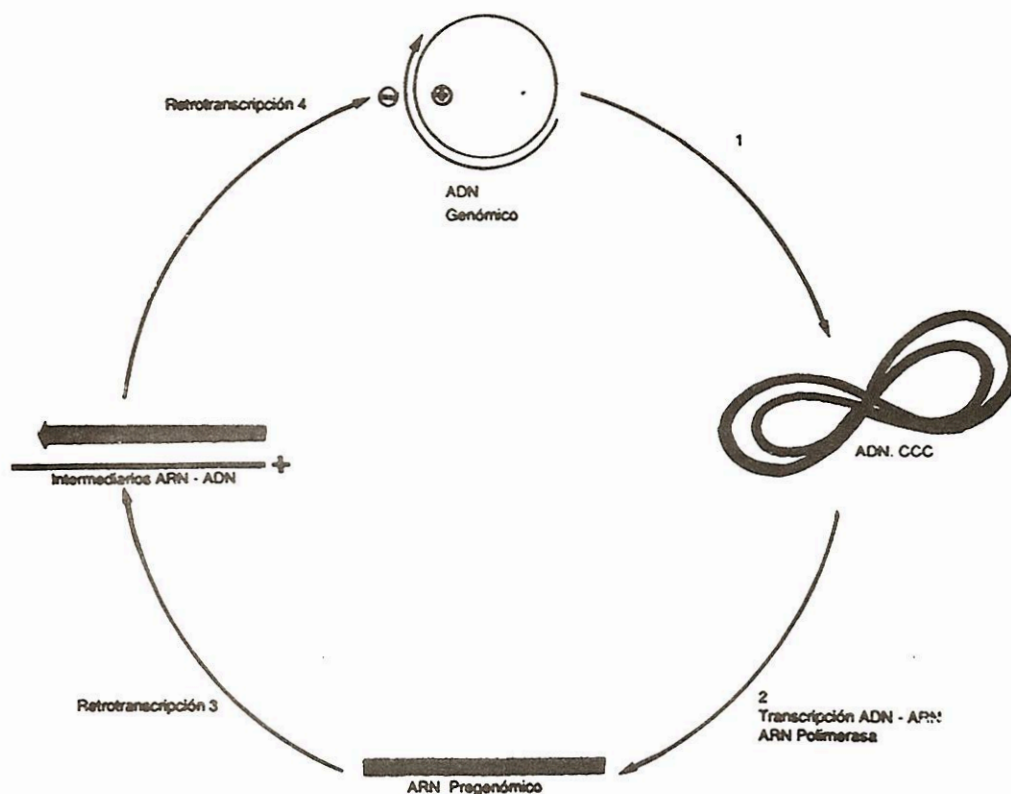 Retrotranscripción 4
⊖
⊕
1
ADN
Genómico
ADN. CCC
Intermediarios ARN - ADN
+
Retrotranscripción 3
2
Transcripción ADN - ARN
ARN Polimerasa
ARN Pregenómico